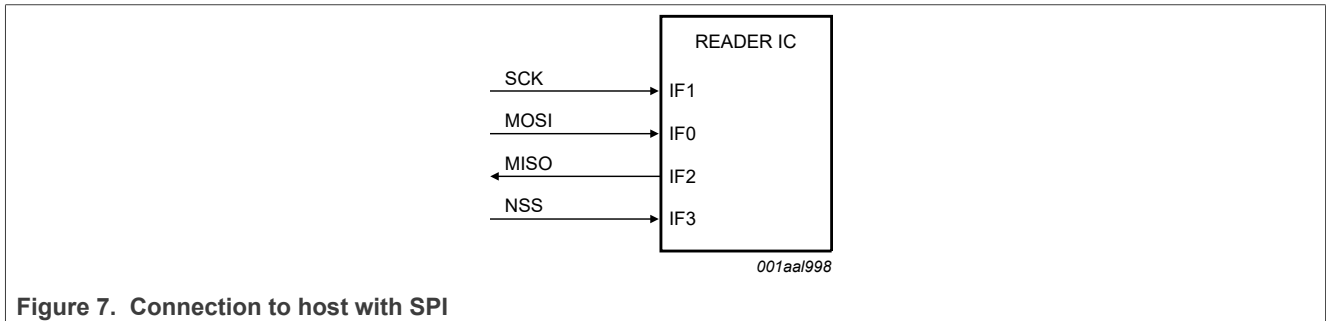 READER IC
SCK
IF1
MOSI
IF0
MISO
IF2
NSS
IF3
001aal998
Figure 7. Connection to host with SPI